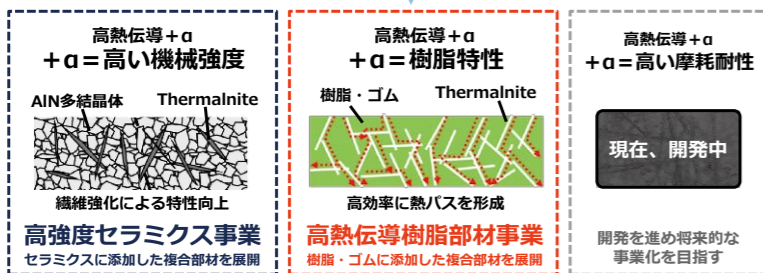 高熱伝導＋α
＋α＝高い機械強度
AlN多結晶体
Thermalnite
繊維強化による特性向上
高強度セラミクス事業
セラミクスに添加した複合部材を展開
高熱伝導＋α
＋α＝樹脂特性
樹脂・ゴム
Thermalnite
高効率に熱パスを形成
高熱伝導樹脂部材事業
樹脂・ゴムに添加した複合部材を展開
高熱伝導＋α
＋α＝高い摩耗耐性
現在、開発中
開発を進め将来的な
事業化を目指す